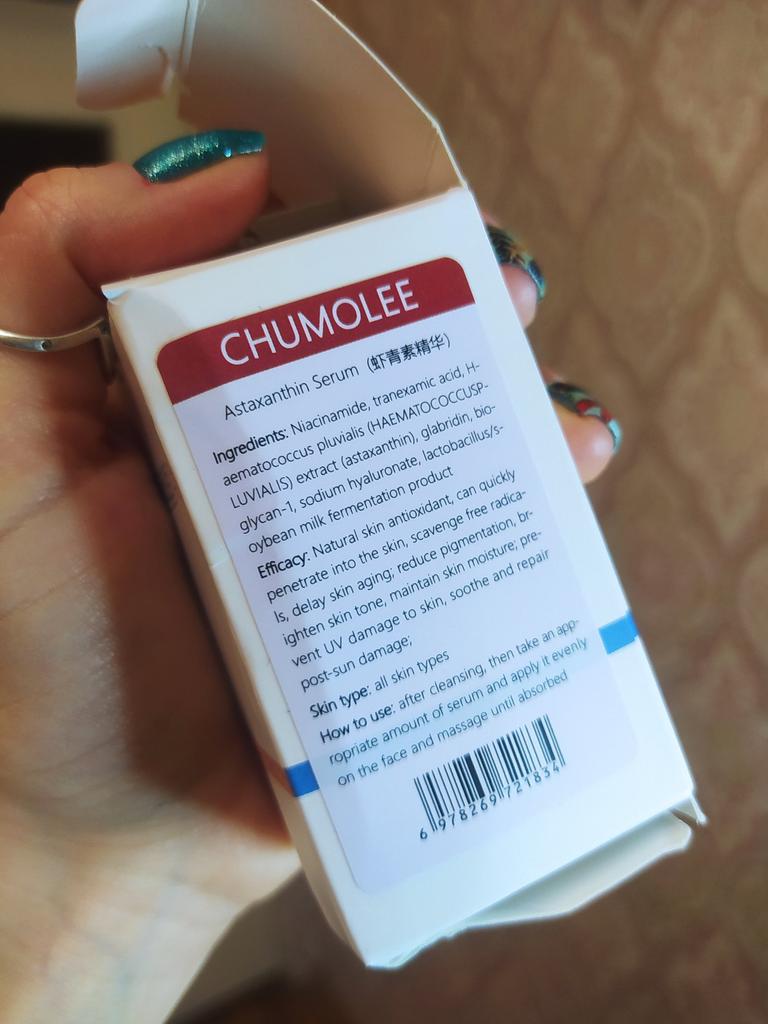 CHUMOLEE
Astaxanthin Serum (虾青素精华)
Ingredients: Niacinamide, tranexamic acid, H-
aematococcus pluvialis (HAEMATOCOCCUSP-
LUVIALIS) extract (astaxanthin), glabridin, bio-
glycan-1, sodium hyaluronate, lactobacillus/s-
oybean milk fermentation product
Efficacy: Natural skin antioxidant, can quickly
penetrate into the skin, scavenge free radica-
ls, delay skin aging; reduce pigmentation, br-
ighten skin tone, maintain skin moisture; pre-
vent UV damage to skin, soothe and repair
post-sun damage;
Skin type: all skin types
How to use: after cleansing, then take an app-
ropriate amount of serum and apply it evenly
on the face and massage until absorbed
6 978269 721834